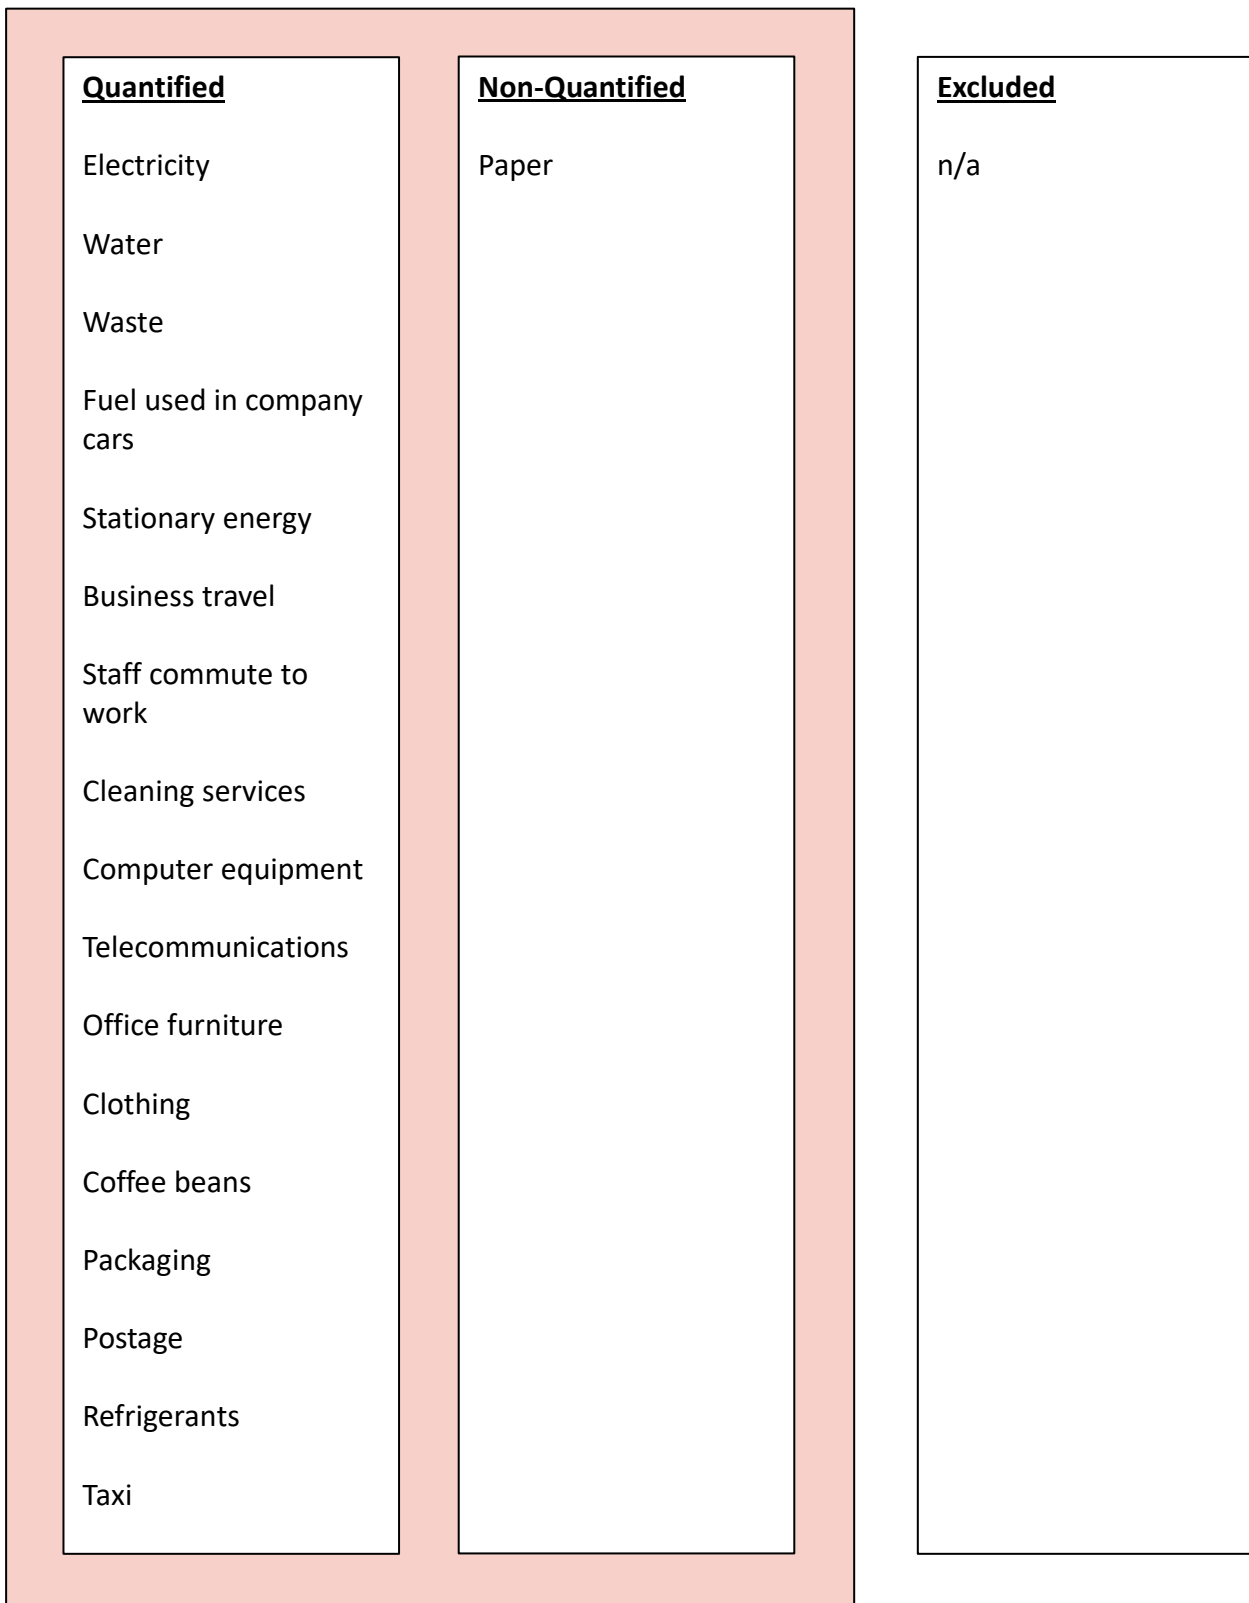 Quantified
Electricity
Water
Waste
Fuel used in company
cars
Stationary energy
Business travel
Staff commute to
work
Cleaning services
Computer equipment
Telecommunications
Office furniture
Clothing
Coffee beans
Packaging
Postage
Refrigerants
Taxi
Non-Quantified
Paper
Excluded
n/a